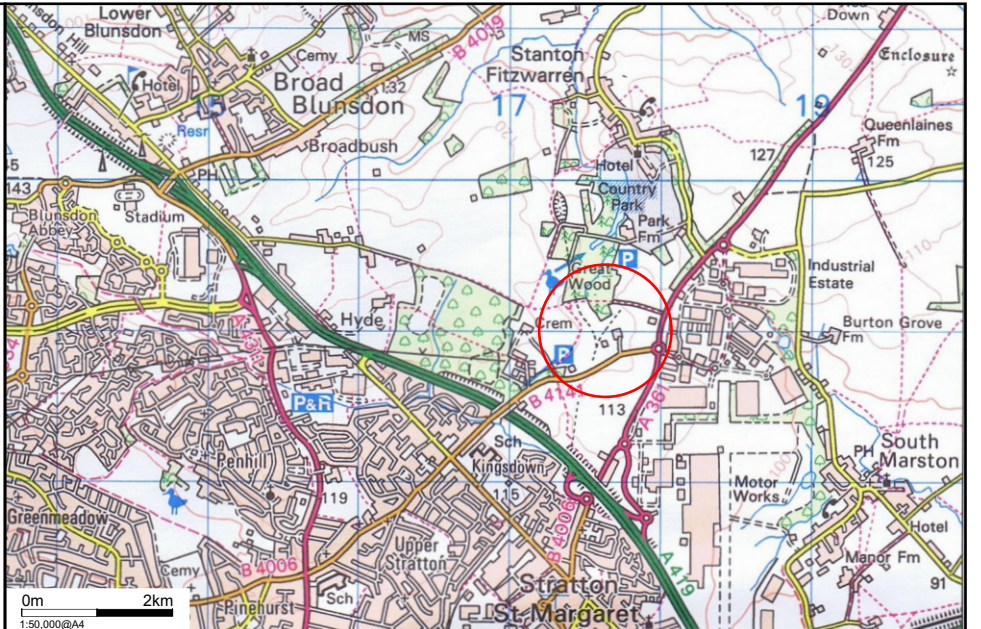 Lower
Blunsdon
Cemy
MS
B 4019
Down
Stanton
Fitzwarren
Enclosure
130
Hotel
Broad
Blunsdon
132
15
17
19
Resr
Queenlaines
Fm
125
Broadbush
127
PH
Hotel
Country
Park
Park
Fm
143
Blunsdon
Abbey
Stadium
P
Great
Wood
110
Industrial
Estate
Hyde
Crem
Burton Grove
Fm
P
B 4141
A 361
113
P&R
Sch
Kingsdown
115
South
Marston
PH
Penhill
119
100
Motor
Works
Greenmeadow
B 4006
Hotel
Upper
Stratton
Manor Fm
91
Cemy
B 4006
A 419
Stratton
St Margaret
Sch
Pinehurst
0m
2km
1:50,000@A4